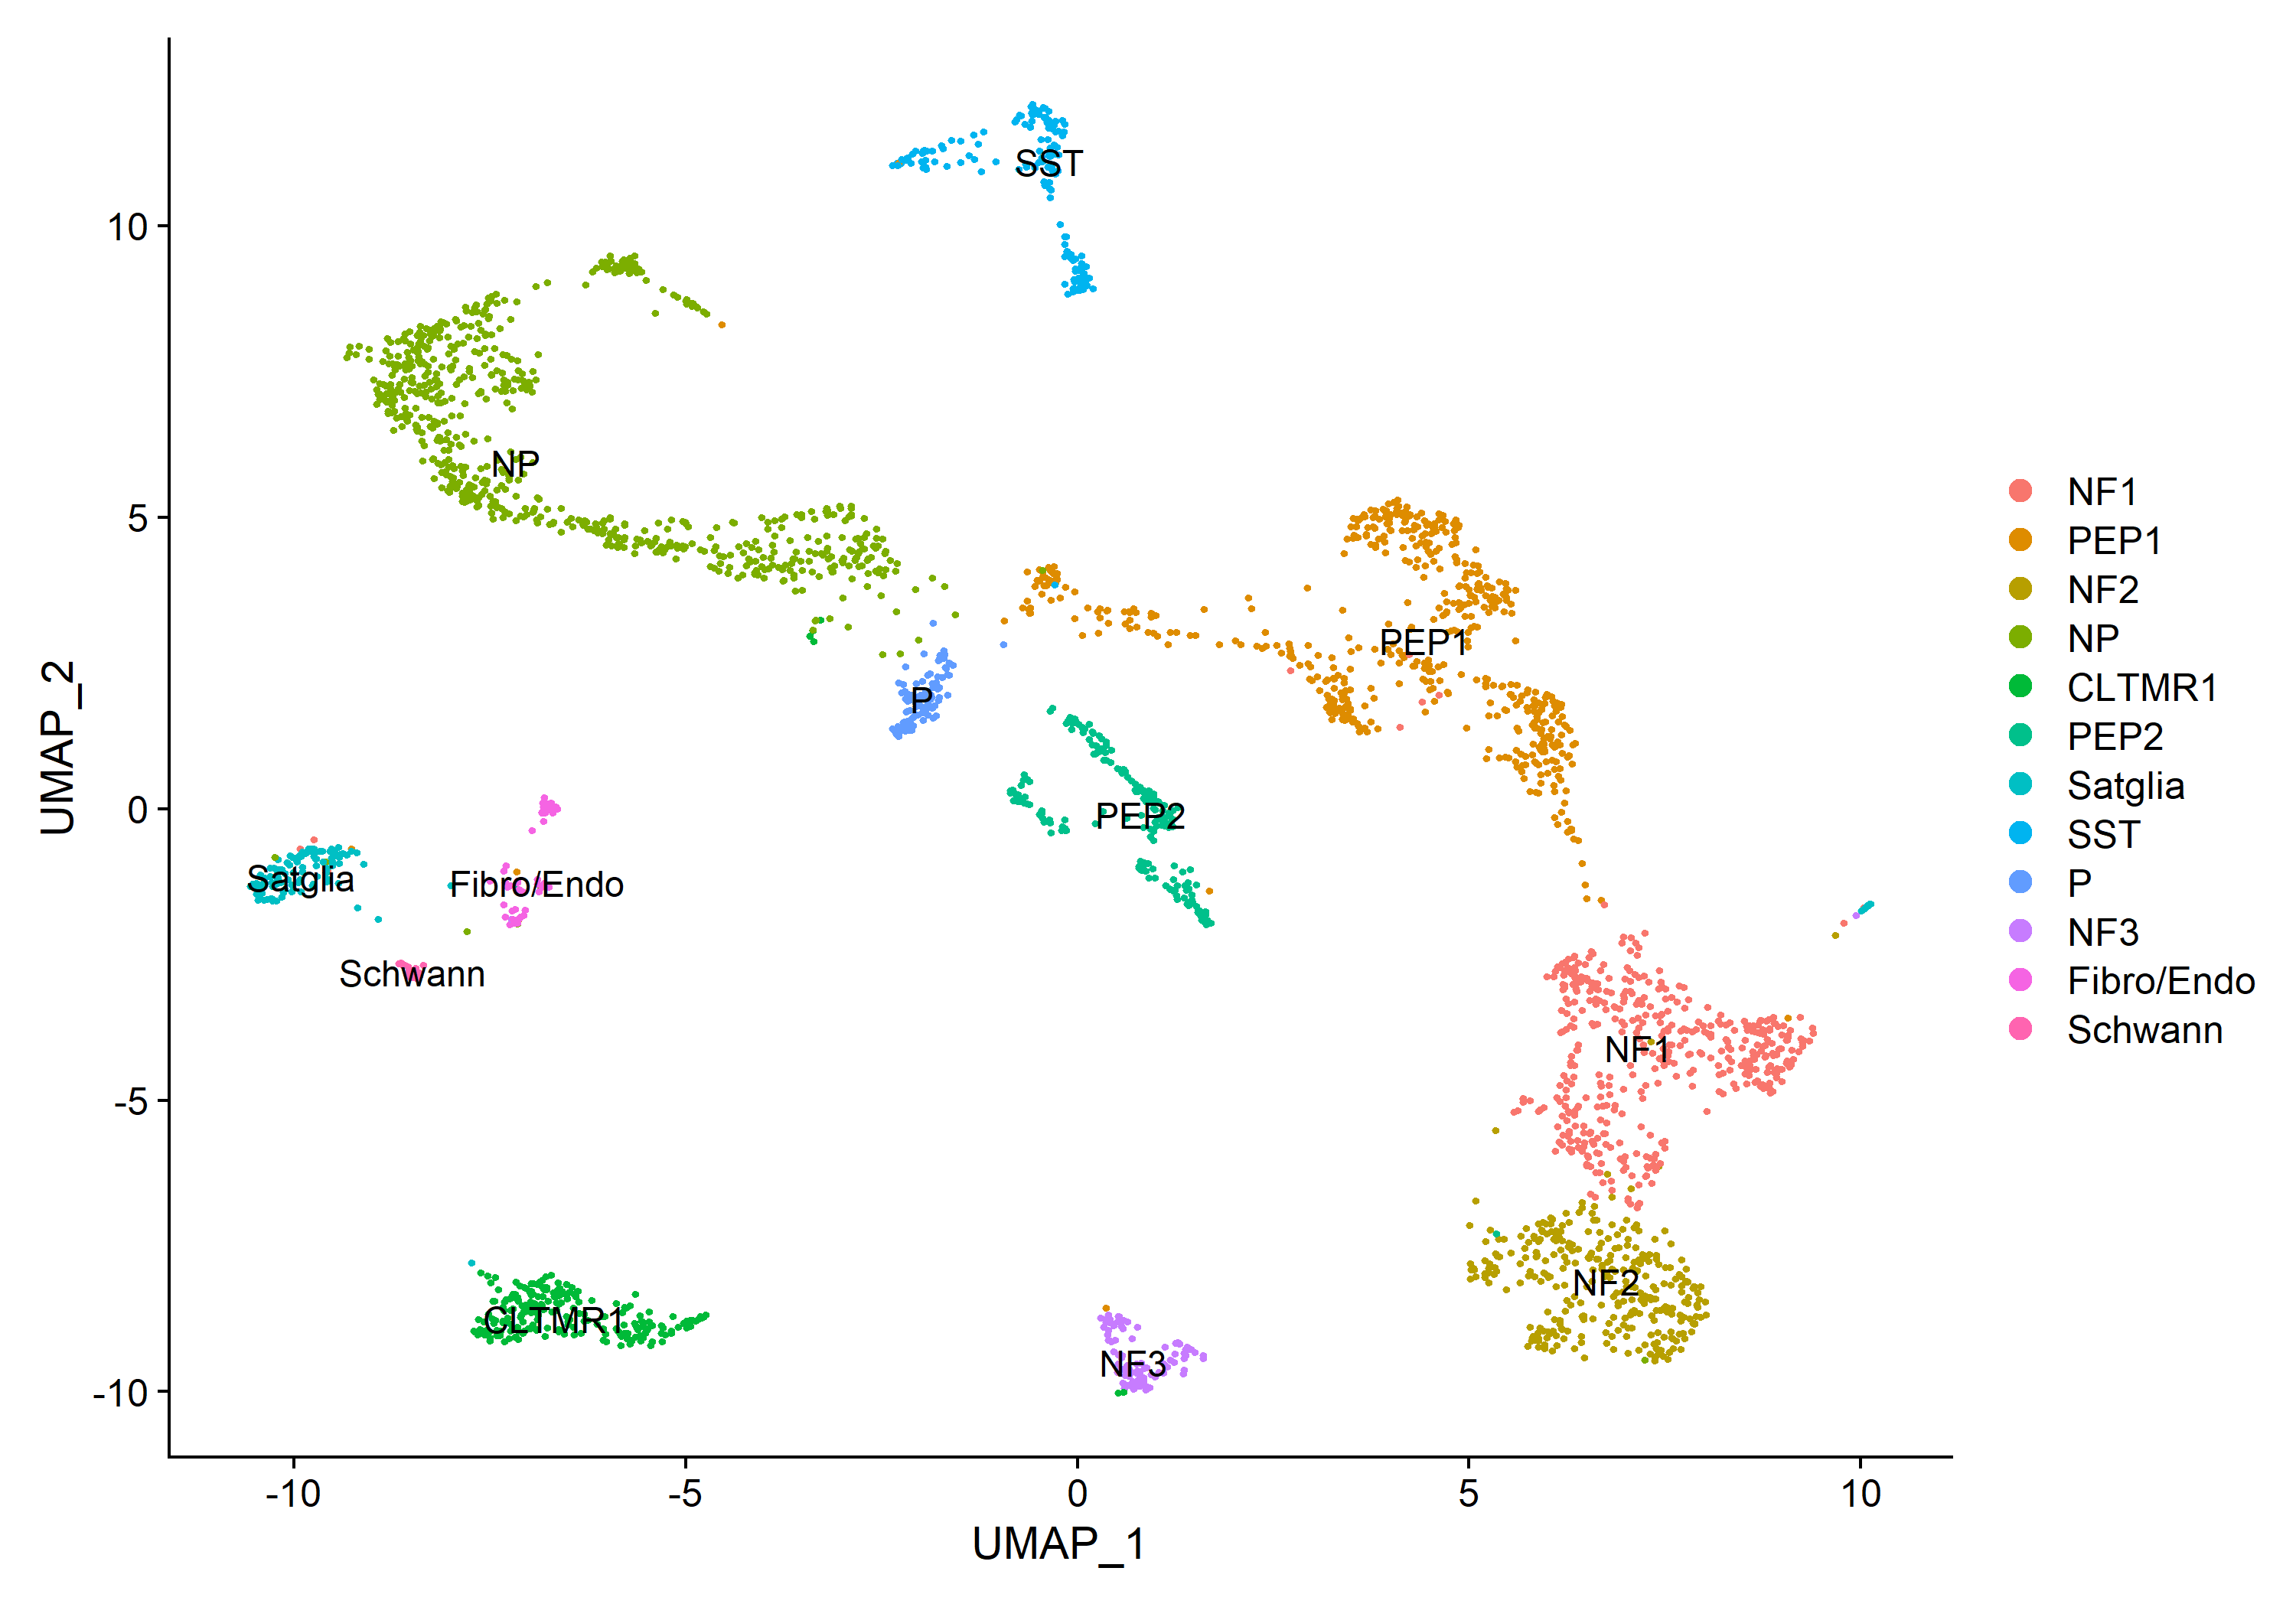 SST
10
NP
5
PEP1
P
UMAP_2
0
PEP2
Satglia
Fibro/Endo
Schwann
NF1
-5
NF2
CLTMR1
NF3
-10
-10
-5
0
5
10
UMAP_1
NF1
PEP1
NF2
NP
CLTMR1
PEP2
Satglia
SST
P
NF3
Fibro/Endo
Schwann